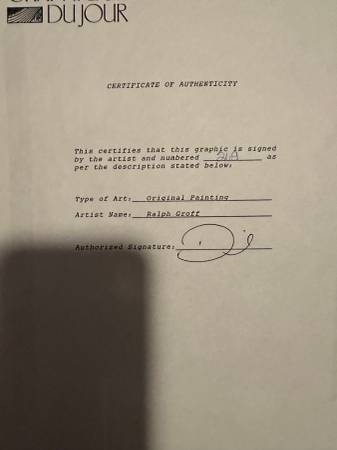 DU JOUR
CERTIFICATE OF AUTHENTICITY
This certifies that this graphic is signed
by the artist and numbered as
per the description stated below:
Type of Art: Original Painting
Artist Name: Ralph Groff
Authorized Signature: